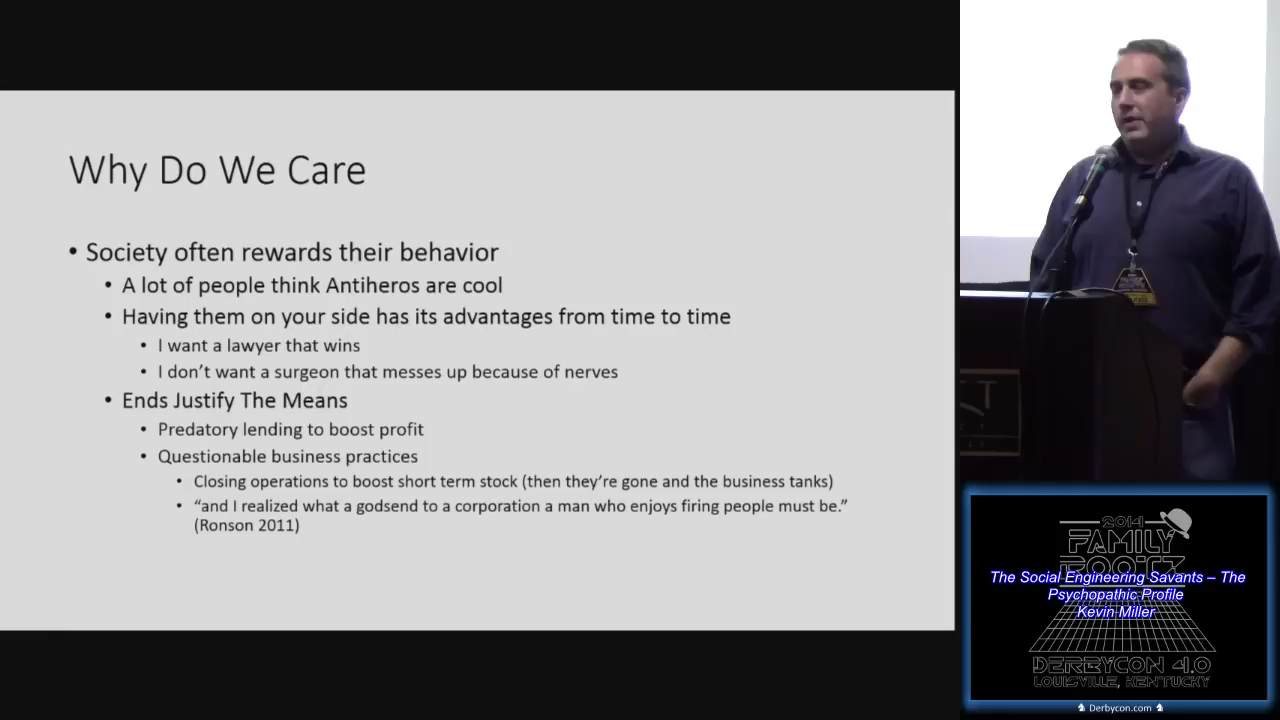 Why Do We Care
• Society often rewards their behavior
• A lot of people think Antiheros are cool
• Having them on your side has its advantages from time to time
• I want a lawyer that wins
• I don't want a surgeon that messes up because of nerves
• Ends Justify The Means
• Predatory lending to boost profit
• Questionable business practices
• Closing operations to boost short term stock (then they're gone and the business tanks)
• "and I realized what a godsend to a corporation a man who enjoys firing people must be."
(Ronson 2011)
2014
FAMILY
ROOTZ
The Social Engineering Savants – The
Psychopathic Profile
Kevin Miller
DERBYCON 4.0
LOUISVILLE, KENTUCKY
Derbycon.com